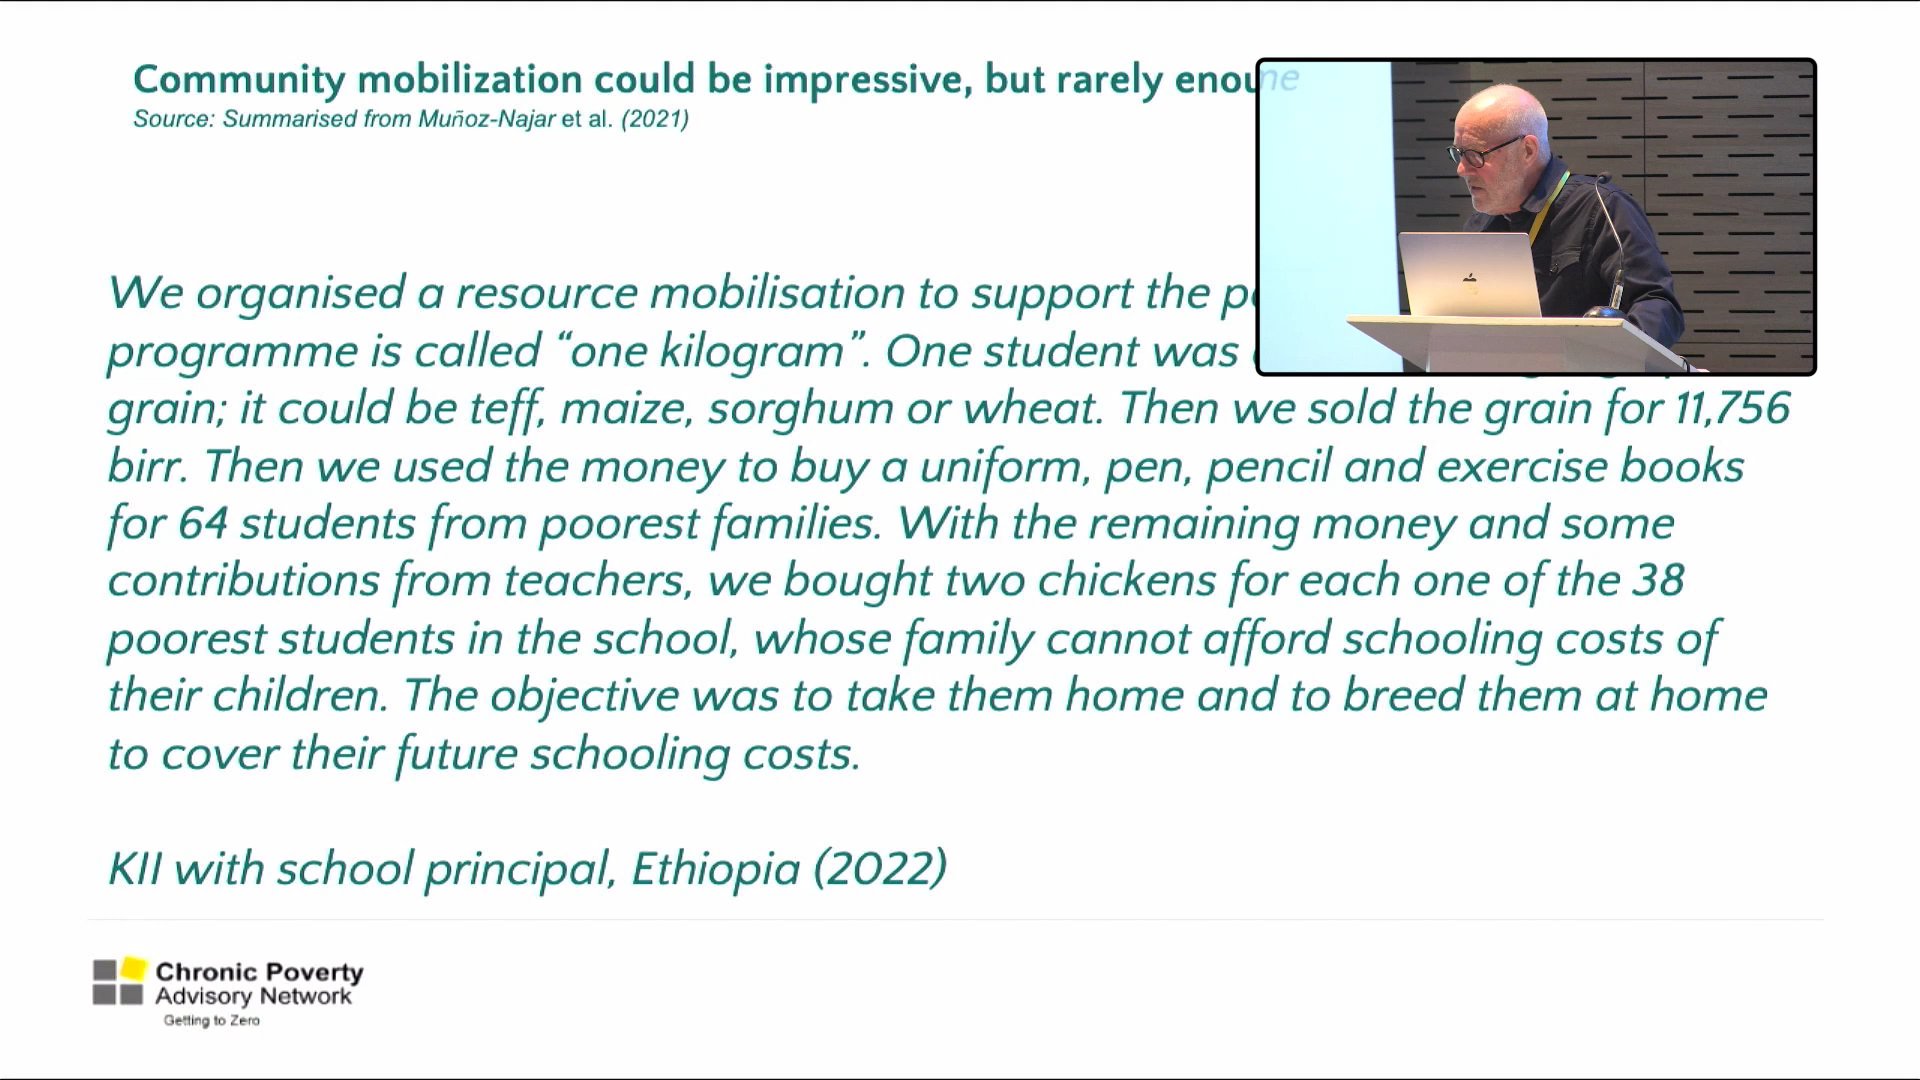 Community mobilization could be impressive, but rarely
Source: Summarised from Muñoz-Najar et al. (2021)
We organised a resource mobilisation to support the
programme is called “one kilogram”. One student was
grain; it could be teff, maize, sorghum or wheat. Then we sold the grain for 11,756
birr. Then we used the money to buy a uniform, pen, pencil and exercise books
for 64 students from poorest families. With the remaining money and some
contributions from teachers, we bought two chickens for each one of the 38
poorest students in the school, whose family cannot afford schooling costs of
their children. The objective was to take them home and to breed them at home
to cover their future schooling costs.
KII with school principal, Ethiopia (2022)
Chronic Poverty
Advisory Network
Getting to Zero